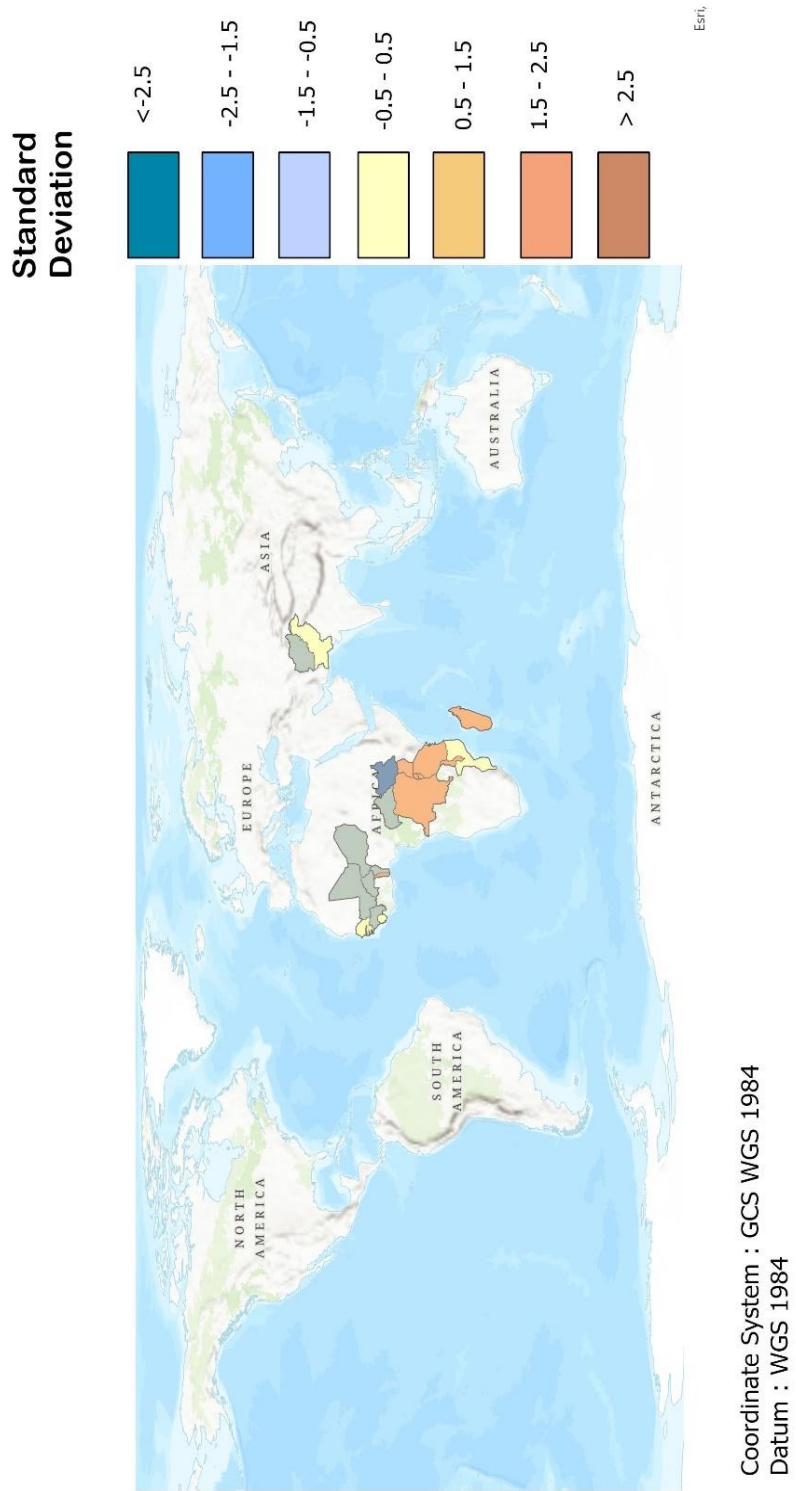 Standard
Deviation
<-2.5
-2.5 - -1.5
-1.5 - -0.5
-0.5 - 0.5
0.5 - 1.5
1.5 - 2.5
> 2.5
NORTH
AMERICA
SOUTH
AMERICA
EUROPE
AFRICA
ASIA
AUSTRALIA
ANTARCTICA
Esri,
Coordinate System : GCS WGS 1984
Datum : WGS 1984